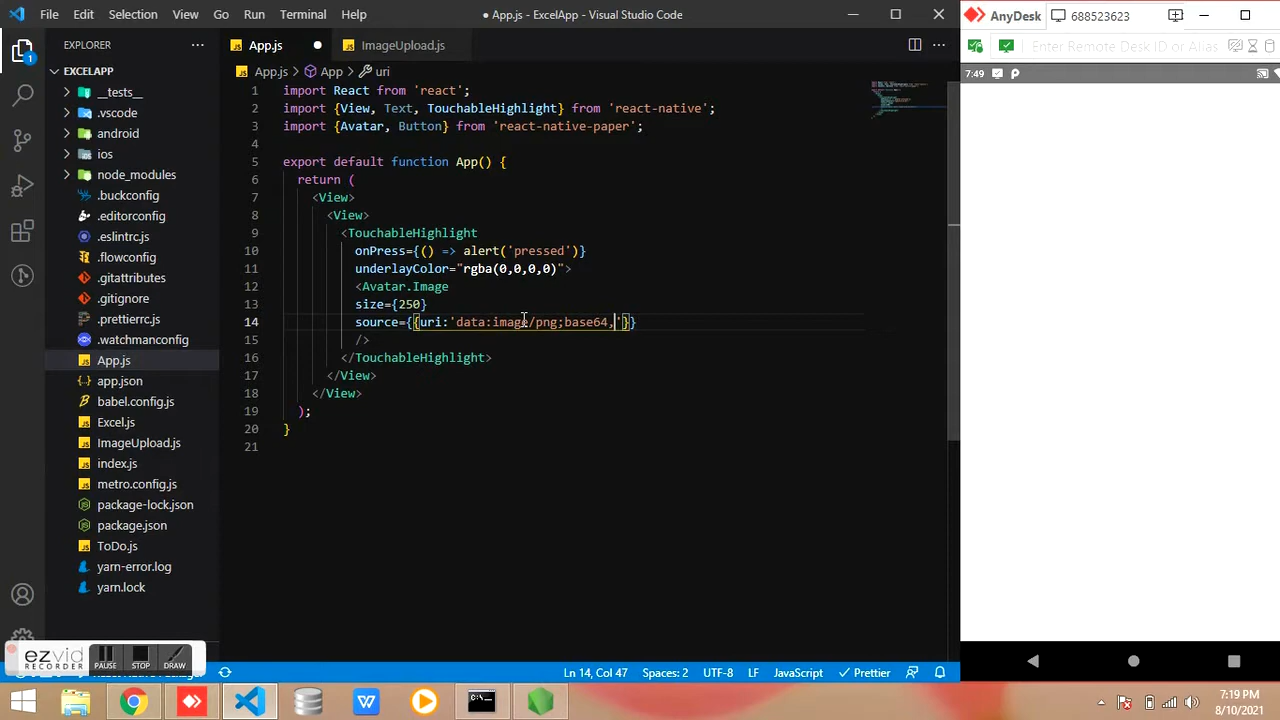 File Edit Selection View Go Run Terminal Help
● App.js - ExcelApp - Visual Studio Code
AnyDesk
688523623
EXPLORER
App.js
ImageUpload.js
Enter Remote Desk ID or Alias
EXCELAPP
__tests__
.vscode
android
ios
node_modules
.buckconfig
.editorconfig
.eslintrc.js
.flowconfig
.gitattributes
.gitignore
.prettierrc.js
.watchmanconfig
App.js
app.json
babel.config.js
Excel.js
ImageUpload.js
index.js
metro.config.js
package-lock.json
package.json
ToDo.js
yarn-error.log
yarn.lock
App.js > App > uri
1 import React from 'react';
2 import {View, Text, TouchableHighlight} from 'react-native';
3 import {Avatar, Button} from 'react-native-paper';
4
5 export default function App() {
6 return (
7 <View>
8 <View>
9 <TouchableHighlight
10 onPress={() => alert('pressed')}
11 underlayColor="rgba(0,0,0,0)">
12 <Avatar.Image
13 size={250}
14 source={{uri:'data:image/png;base64,'}}
15 />
16 </TouchableHighlight>
17 </View>
18 </View>
19 );
20 }
21
7:49
1
ezvid
RECORDER
PAUSE STOP DRAW
Ln 14, Col 47 Spaces: 2 UTF-8 LF JavaScript Prettier
7:19 PM
8/10/2021